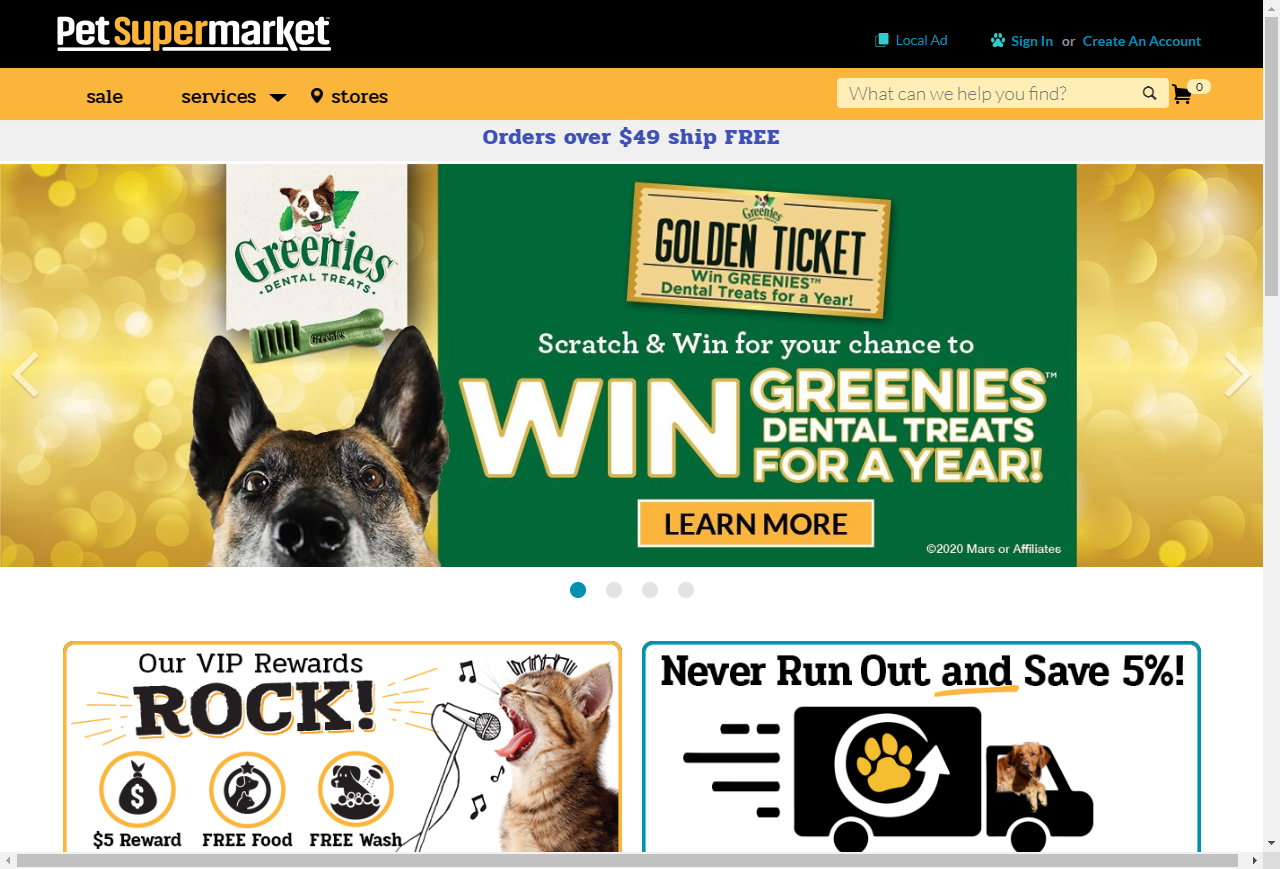 Pet Supermarket
Local Ad
Sign In or Create An Account
sale
services
stores
What can we help you find?
0
Orders over $49 ship FREE
Greenies™
DENTAL TREATS
Greenies
Greenies
GOLDEN TICKET
Win GREENIES™
Dental Treats for a Year!
Scratch & Win for your chance to
WIN GREENIES™
DENTAL TREATS
FOR A YEAR!
LEARN MORE
©2020 Mars or Affiliates
Our VIP Rewards
ROCK!
$
$5 Reward
FREE Food
FREE Wash
Never Run Out and Save 5%!